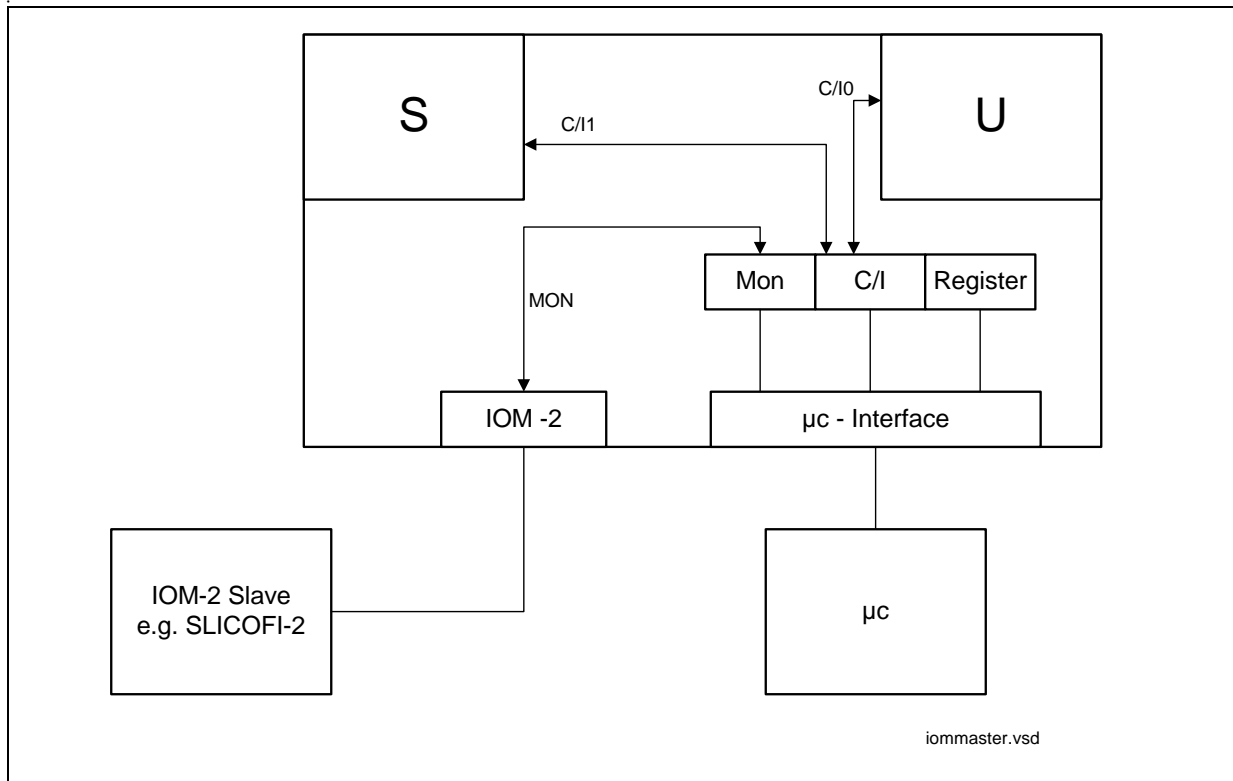 S
U
C/I0
C/I1
Mon
C/I
Register
MON
IOM -2
µc - Interface
IOM-2 Slave
e.g. SLICOFI-2
µc
iommaster.vsd